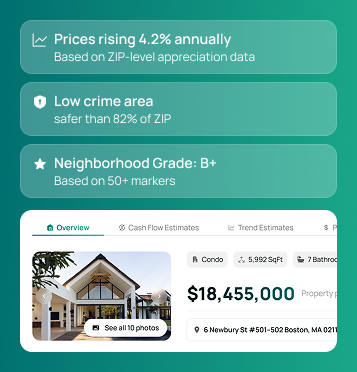 Prices rising 4.2% annually
Based on ZIP-level appreciation data
Low crime area
safer than 82% of ZIP
Neighborhood Grade: B+
Based on 50+ markers
Overview Cash Flow Estimates Trend Estimates $ P
Condo 5,992 SqFt 7 Bathroo
$18,455,000 Property p
See all 10 photos
6 Newbury St #501-502 Boston, MA 0211